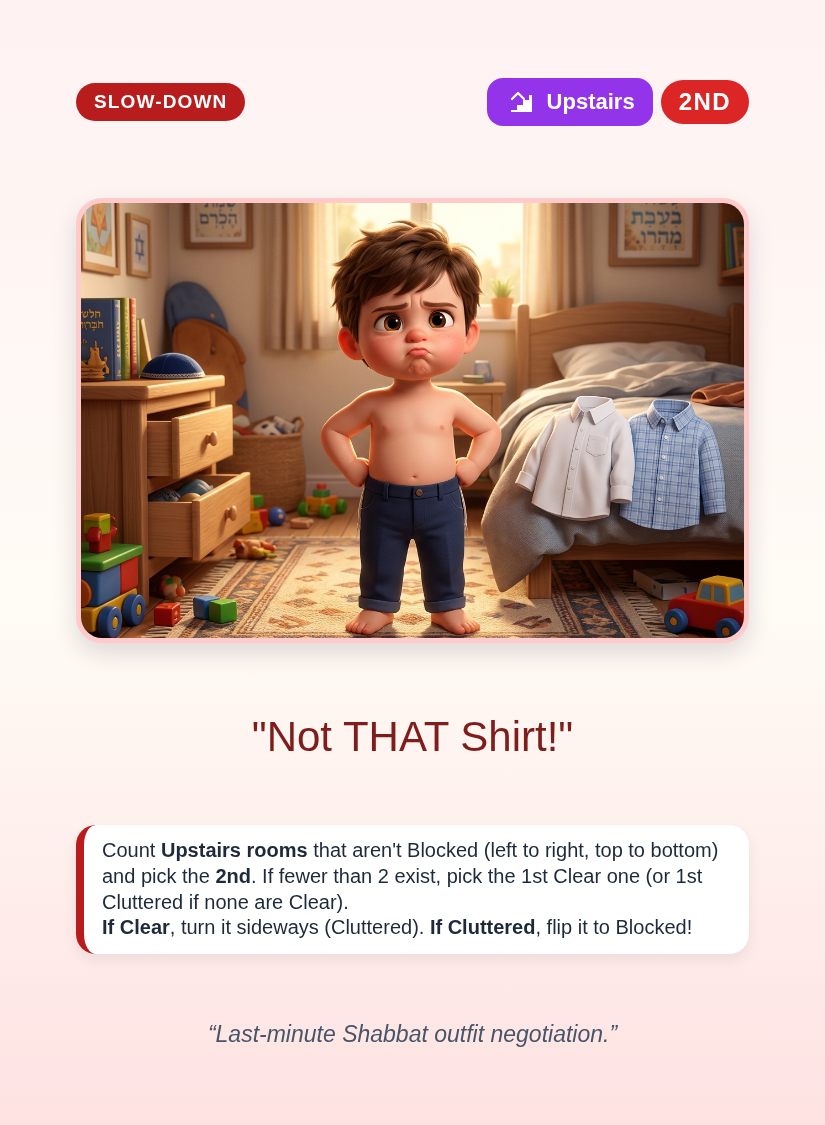 SLOW-DOWN
Upstairs
2ND
"Not THAT Shirt!"
Count Upstairs rooms that aren't Blocked (left to right, top to bottom)
and pick the 2nd. If fewer than 2 exist, pick the 1st Clear one (or 1st
Cluttered if none are Clear).
If Clear, turn it sideways (Cluttered). If Cluttered, flip it to Blocked!
“Last-minute Shabbat outfit negotiation.”